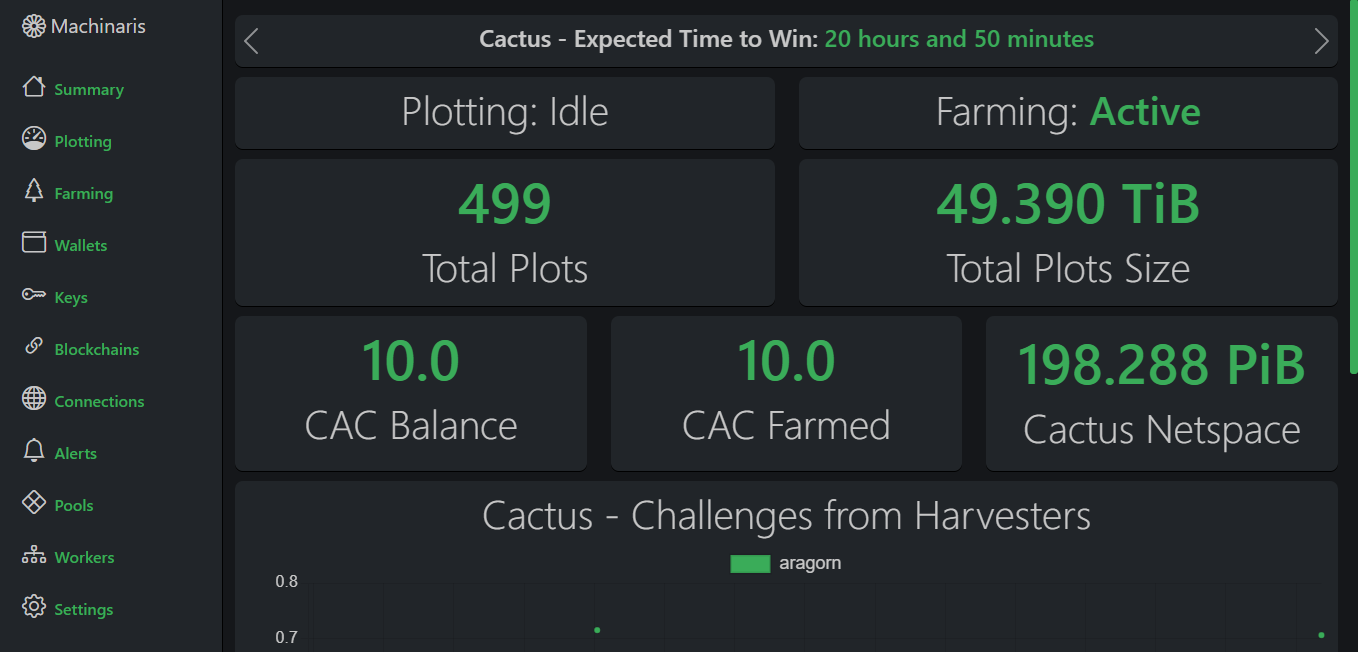 Machinaris
Summary
Plotting
Farming
Wallets
Keys
Blockchains
Connections
Alerts
Pools
Workers
Settings
Cactus - Expected Time to Win: 20 hours and 50 minutes
Plotting: Idle
Farming: Active
499
Total Plots
49.390 TiB
Total Plots Size
10.0
CAC Balance
10.0
CAC Farmed
198.288 PiB
Cactus Netspace
Cactus - Challenges from Harvesters
aragorn
0.8
0.7